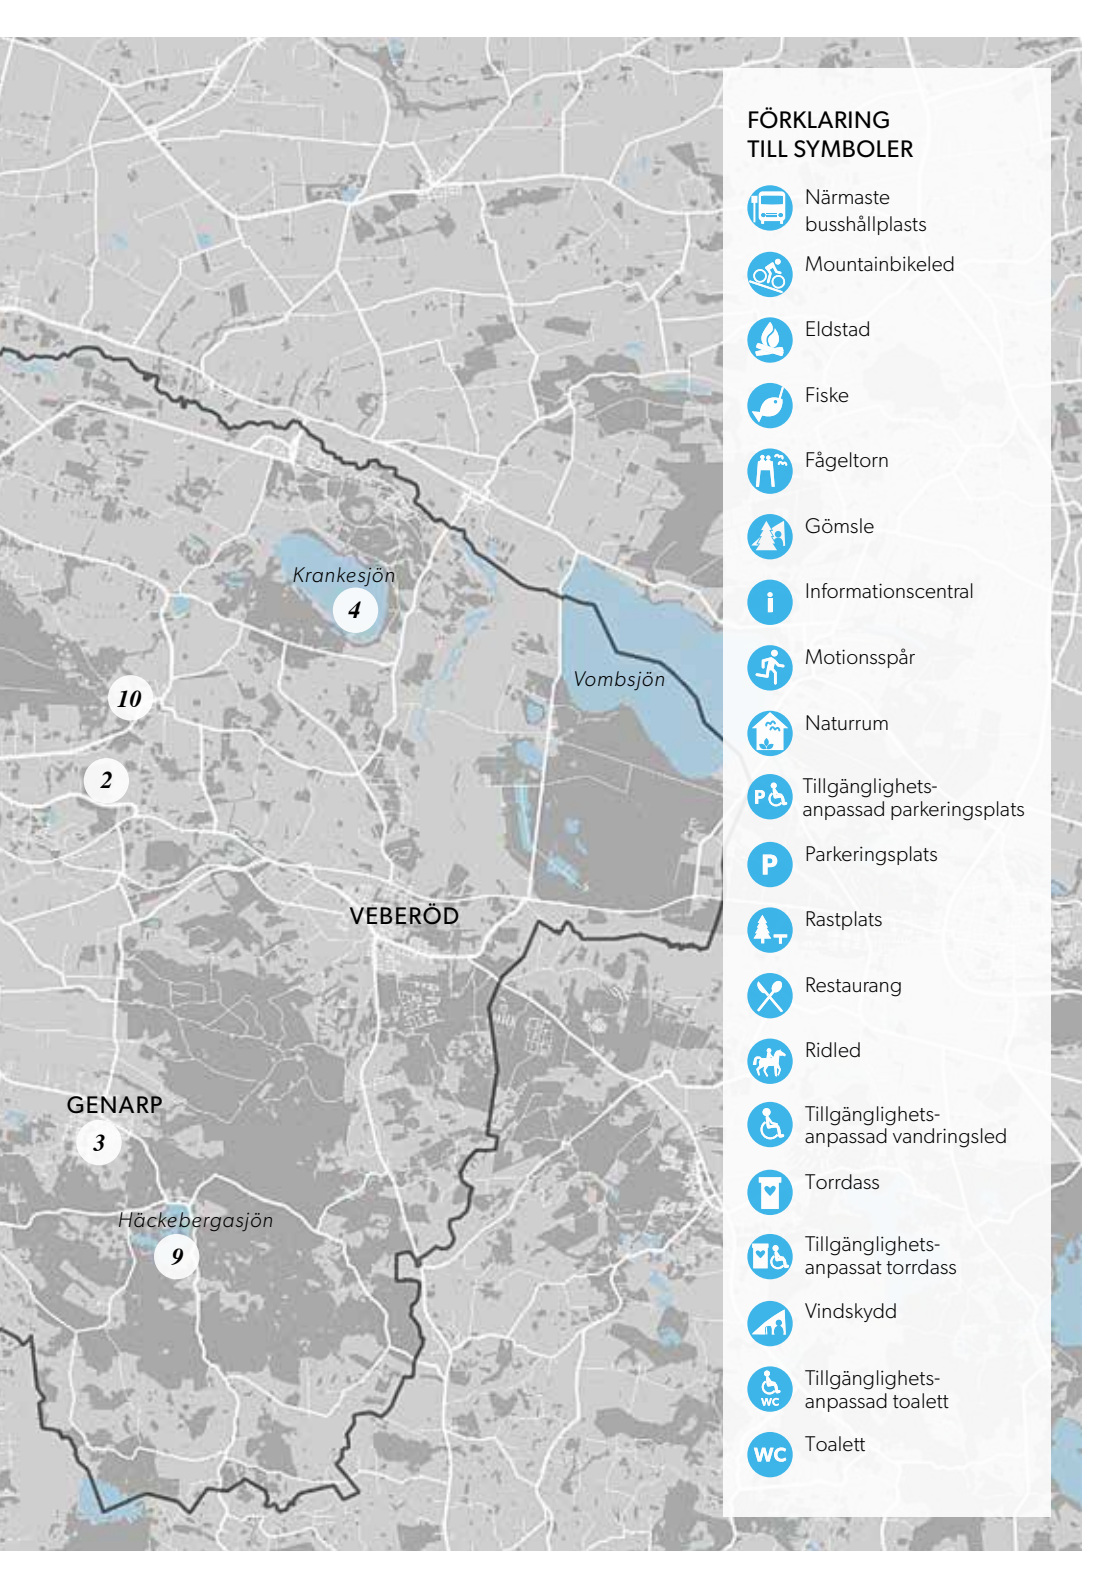 Krankesjön
4
Vombsjön
10
2
VEBERÖD
GENARP
3
Häckebergasjön
9
FÖRKLARING
TILL SYMBOLER
Närmaste
busshållplasts
Mountainbikeled
Eldstad
Fiske
Fågeltorn
Gömsle
i
Informationscentral
Motionsspår
Naturrum
P
Tillgänglighets-
anpassad parkeringsplats
P
Parkeringsplats
Rastplats
Restaurang
Ridled
Tillgänglighets-
anpassad vandringsled
Torrdass
Tillgänglighets-
anpassat torrdass
Vindskydd
WC
Tillgänglighets-
anpassad toalett
WC
Toalett